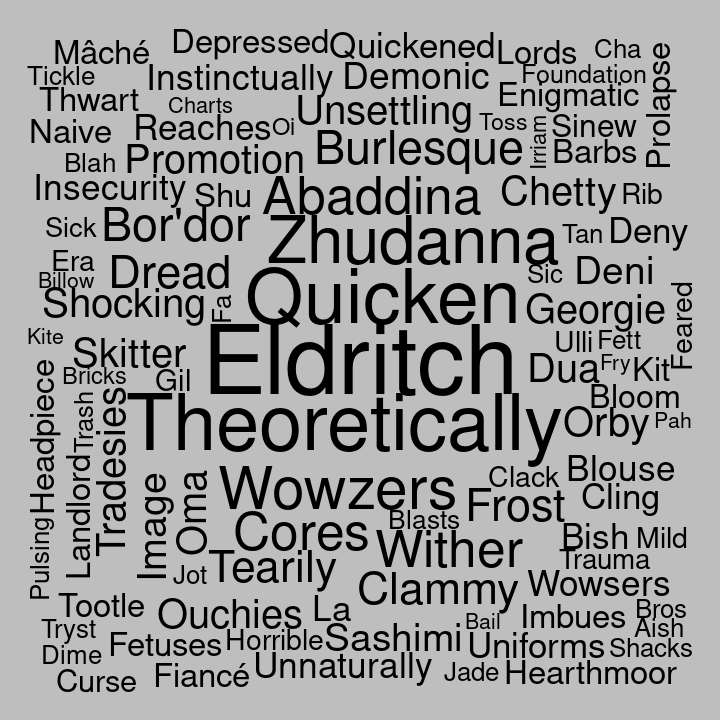 Mâché Depressed Quickened Lords Cha
Tickle Instinctually Demonic Foundation Prolapse
Thwart Charts Unsettling Enigmatic
Naive Reaches Oi Toss Irriam Sinew
Blah Promotion Burlesque Barbs
Insecurity Shu Abaddina Chetty Rib
Sick Bor'dor Zhudanna Tan Deny
Era Dread Quicken Sic Deni
Billow
Shocking Fa Georgie Feared
Kite Skitter Eldritch Ulli Fett
Bricks Gil Dua Fry Kit
Headpiece Trash Tradesies Theoretically Bloom
Orby Pah
Landlord Image Oma Wowzers Clack Blouse
Pulsing Cores Blasts Frost Cling
Wither Bish Mild
Jot Tearily Trauma
Clammy Wowsers
Tootle Ouchies La Bail Imbues Bros
Tryst Aish
Dime Fetuses Horrible Sashimi Uniforms Shacks
Curse Fiancé Unnaturally Jade Hearthmoor